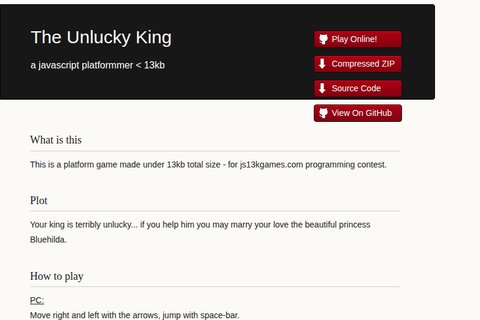 The Unlucky King
a javascript platformmer < 13kb
Play Online!
Compressed ZIP
Source Code
View On GitHub
What is this
This is a platform game made under 13kb total size - for js13kgames.com programming contest.
Plot
Your king is terribly unlucky... if you help him you may marry your love the beautiful princess
Bluehilda.
How to play
PC:
Move right and left with the arrows, jump with space-bar.